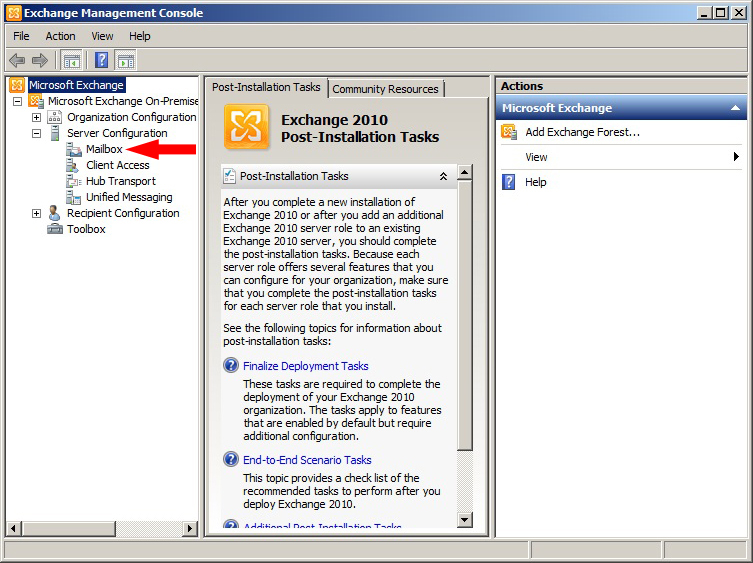 Exchange Management Console
File Action View Help
Microsoft Exchange
Microsoft Exchange On-Premise
Organization Configuration
Server Configuration
Mailbox
Client Access
Hub Transport
Unified Messaging
Recipient Configuration
Toolbox
Post-Installation Tasks
Community Resources
Exchange 2010
Post-Installation Tasks
Post-Installation Tasks
After you complete a new installation of
Exchange 2010 or after you add an additional
Exchange 2010 server role to an existing
Exchange 2010 server, you should complete
the post-installation tasks. Because each
server role offers several features that you
can configure for your organization, make sure
that you complete the post-installation tasks
for each server role that you install.
See the following topics for information about
post-installation tasks:
Finalize Deployment Tasks
These tasks are required to complete the
deployment of your Exchange 2010
organization. The tasks apply to features
that are enabled by default but require
additional configuration.
End-to-End Scenario Tasks
This topic provides a check list of the
recommended tasks to perform after you
deploy Exchange 2010.
Additional Post-Installation Tasks
Actions
Microsoft Exchange
Add Exchange Forest...
View
Help